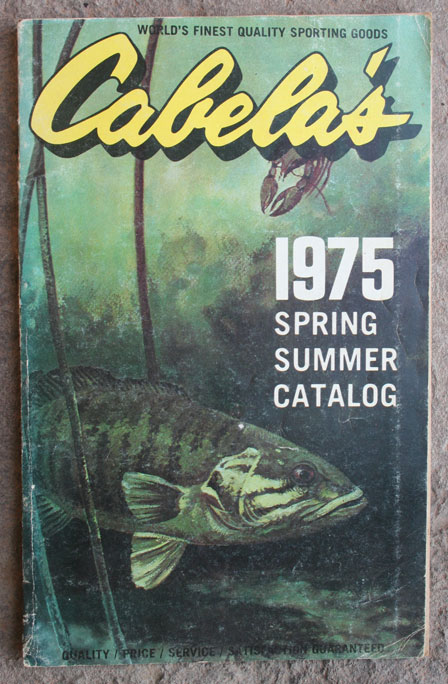 WORLD'S FINEST QUALITY SPORTING GOODS
Cabela's
1975
SPRING
SUMMER
CATALOG
QUALITY / PRICE / SERVICE / SATISFACTION GUARANTEED